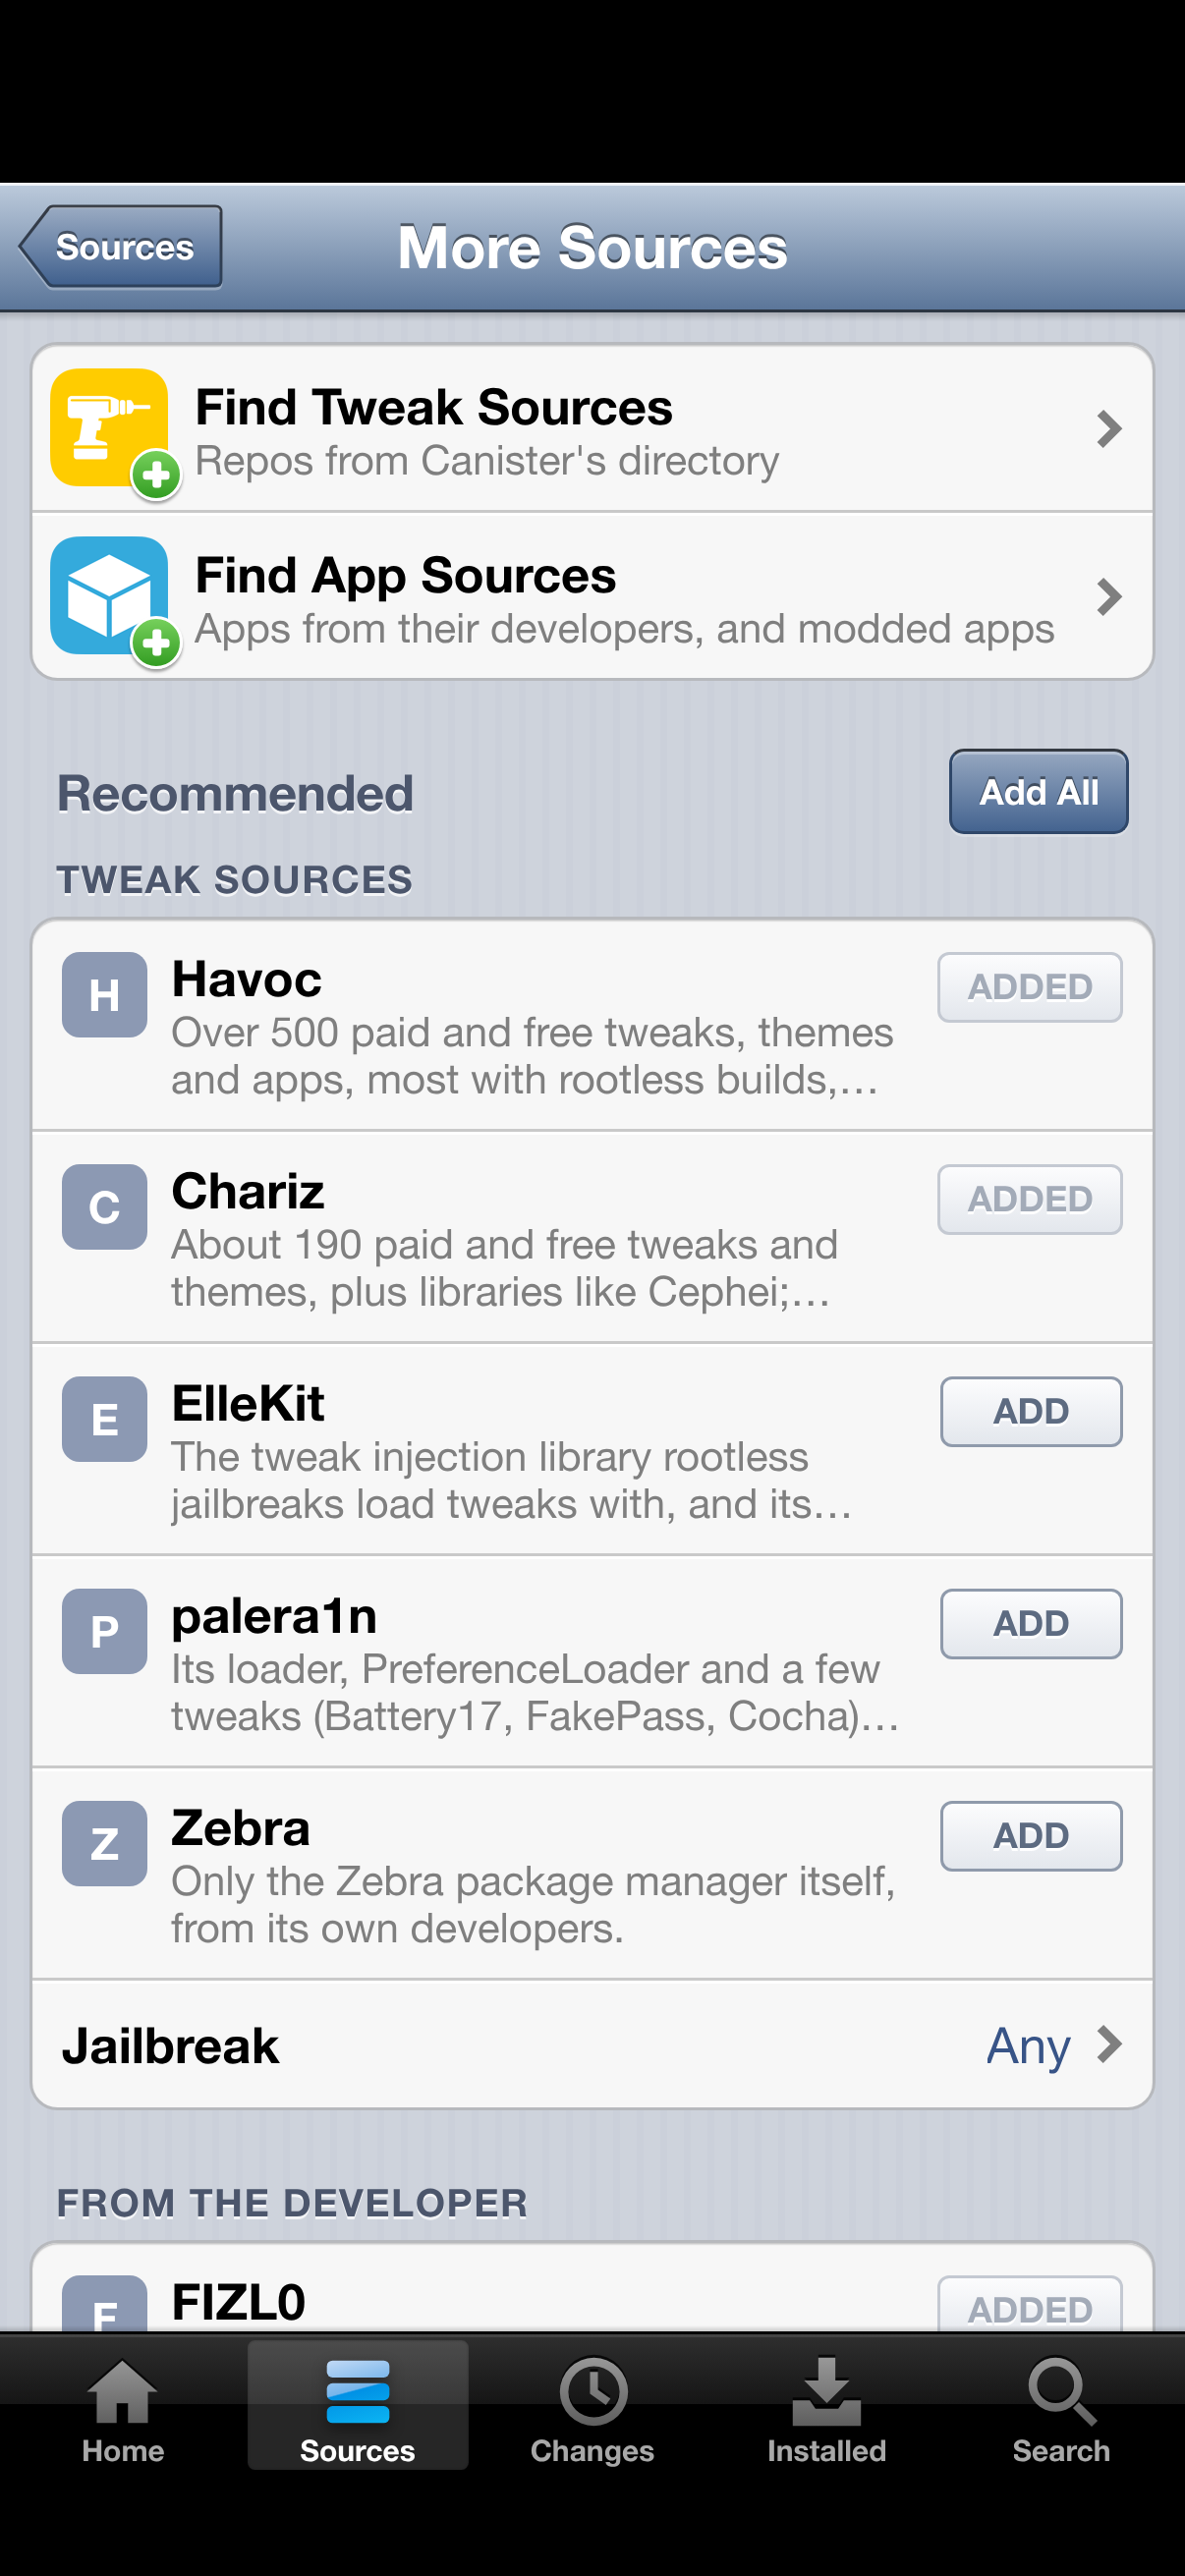 Sources
More Sources
Find Tweak Sources
Repos from Canister's directory
Find App Sources
Apps from their developers, and modded apps
Recommended
Add All
TWEAK SOURCES
H
Havoc
ADDED
Over 500 paid and free tweaks, themes
and apps, most with rootless builds,…
C
Chariz
ADDED
About 190 paid and free tweaks and
themes, plus libraries like Cephei;…
E
ElleKit
ADD
The tweak injection library rootless
jailbreaks load tweaks with, and its…
P
palera1n
ADD
Its loader, PreferenceLoader and a few
tweaks (Battery17, FakePass, Cocha)…
Z
Zebra
ADD
Only the Zebra package manager itself,
from its own developers.
Jailbreak
Any
FROM THE DEVELOPER
F
FIZL0
ADDED
Home
Sources
Changes
Installed
Search